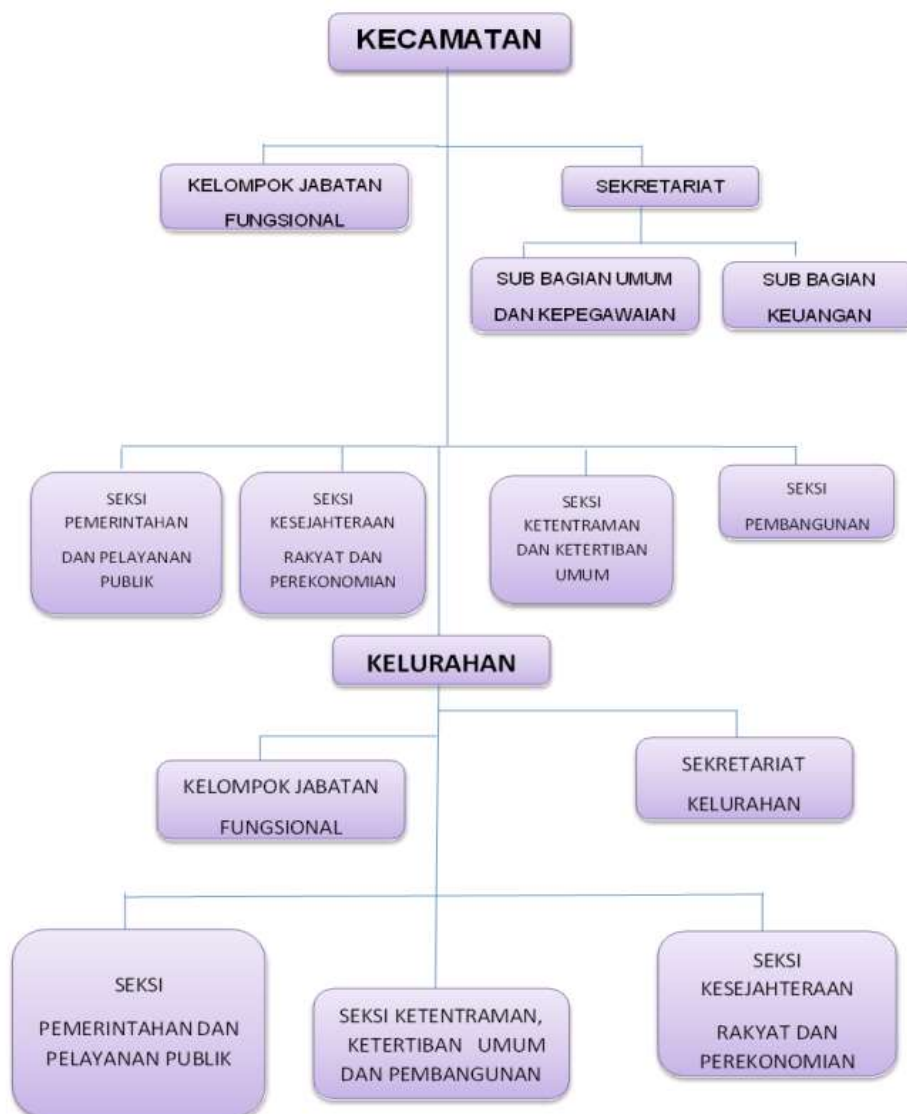 KECAMATAN
KELOMPOK JABATAN
FUNGSIONAL
SEKRETARIAT
SUB BAGIAN UMUM
DAN KEPEGAWAIAN
SUB BAGIAN
KEUANGAN
SEKSI
PEMERINTAHAN
DAN PELAYANAN
PUBLIK
SEKSI
KESEJAHTERAAN
RAKYAT DAN
PEREKONOMIAN
SEKSI
KETENTRAMAN
DAN KETERTIBAN
UMUM
SEKSI
PEMBANGUNAN
KELURAHAN
KELOMPOK JABATAN
FUNGSIONAL
SEKRETARIAT
KELURAHAN
SEKSI
PEMERINTAHAN DAN
PELAYANAN PUBLIK
SEKSI KETENTRAMAN,
KETERTIBAN UMUM
DAN PEMBANGUNAN
SEKSI
KESEJAHTERAAN
RAKYAT DAN
PEREKONOMIAN